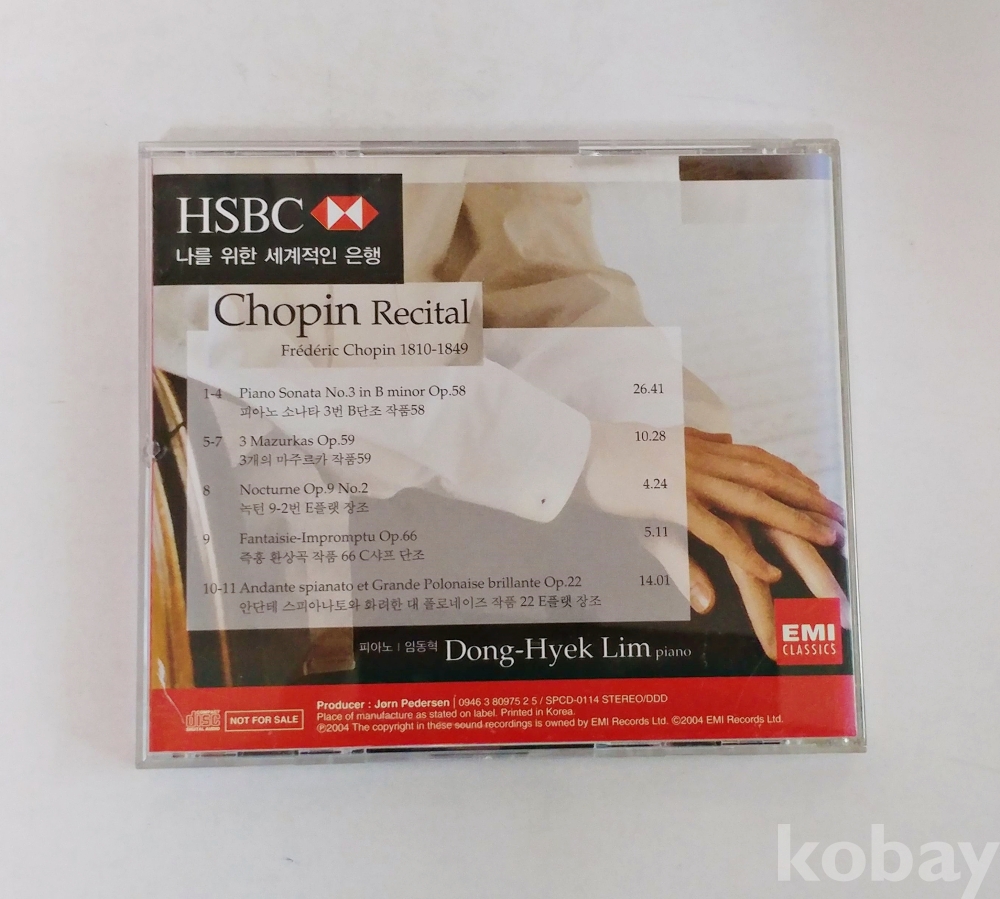 HSBC
나를 위한 세계적인 은행
Chopin Recital
Frédéric Chopin 1810-1849
1-4 Piano Sonata No.3 in B minor Op.58 26.41
피아노 소나타 3번 B단조 작품58
5-7 3 Mazurkas Op.59 10.28
3개의 마주르카 작품59
8 Nocturne Op.9 No.2 4.24
녹턴 9-2번 E플랫 장조
9 Fantaisie-Impromptu Op.66 5.11
즉흥 환상곡 작품 66 C샤프 단조
10-11 Andante spianato et Grande Polonaise brillante Op.22 14.01
안단테 스피아나토와 화려한 대 폴로네이즈 작품 22 E플랫 장조
피아노 | 임동혁 Dong-Hyek Lim piano
EMI
CLASSICS
COMPACT
disc
DIGITAL AUDIO
NOT FOR SALE
Producer : Jørn Pedersen | 0946 3 80975 2 5 / SPCD-0114 STEREO/DDD
Place of manufacture as stated on label. Printed in Korea.
℗2004 The copyright in these sound recordings is owned by EMI Records Ltd. ©2004 EMI Records Ltd.
kobay